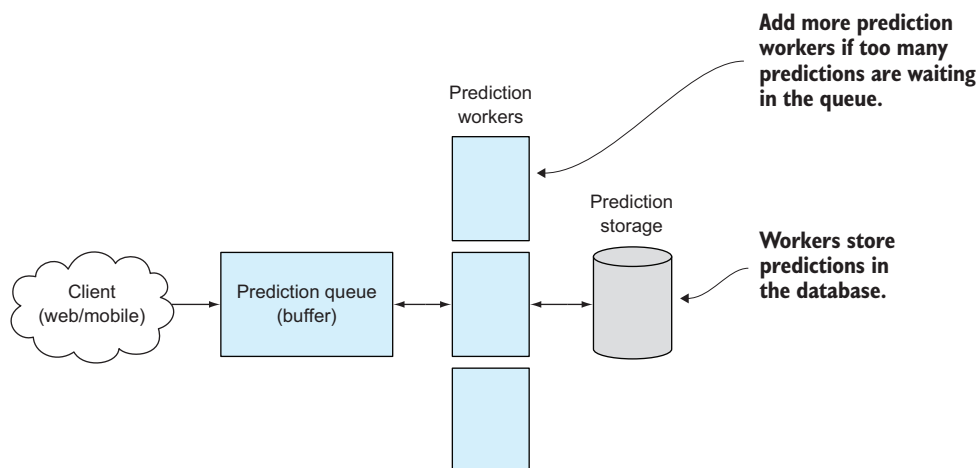 Add more prediction
workers if too many
predictions are waiting
in the queue.
Prediction
workers
Prediction
storage
Workers store
predictions in
the database.
Client
(web/mobile)
Prediction queue
(buffer)